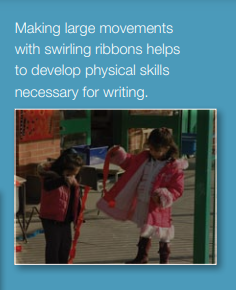 Making large movements
with swirling ribbons helps
to develop physical skills
necessary for writing.